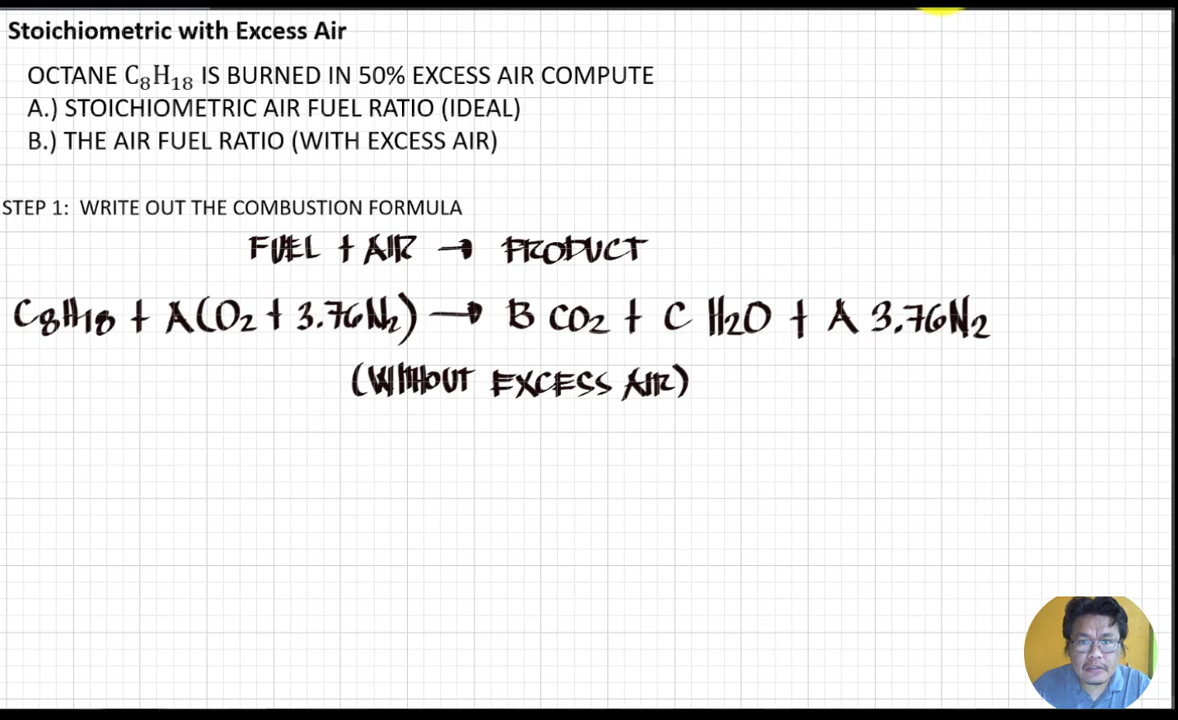 Stoichiometric with Excess Air
OCTANE C₈H₁₈ IS BURNED IN 50% EXCESS AIR COMPUTE
A.) STOICHIOMETRIC AIR FUEL RATIO (IDEAL)
B.) THE AIR FUEL RATIO (WITH EXCESS AIR)
STEP 1: WRITE OUT THE COMBUSTION FORMULA
FUEL + AIR → PRODUCT
C₈H₁₈ + A(O₂ + 3.76N₂) → B CO₂ + C H₂O + A 3.76N₂
(WITHOUT EXCESS AIR)